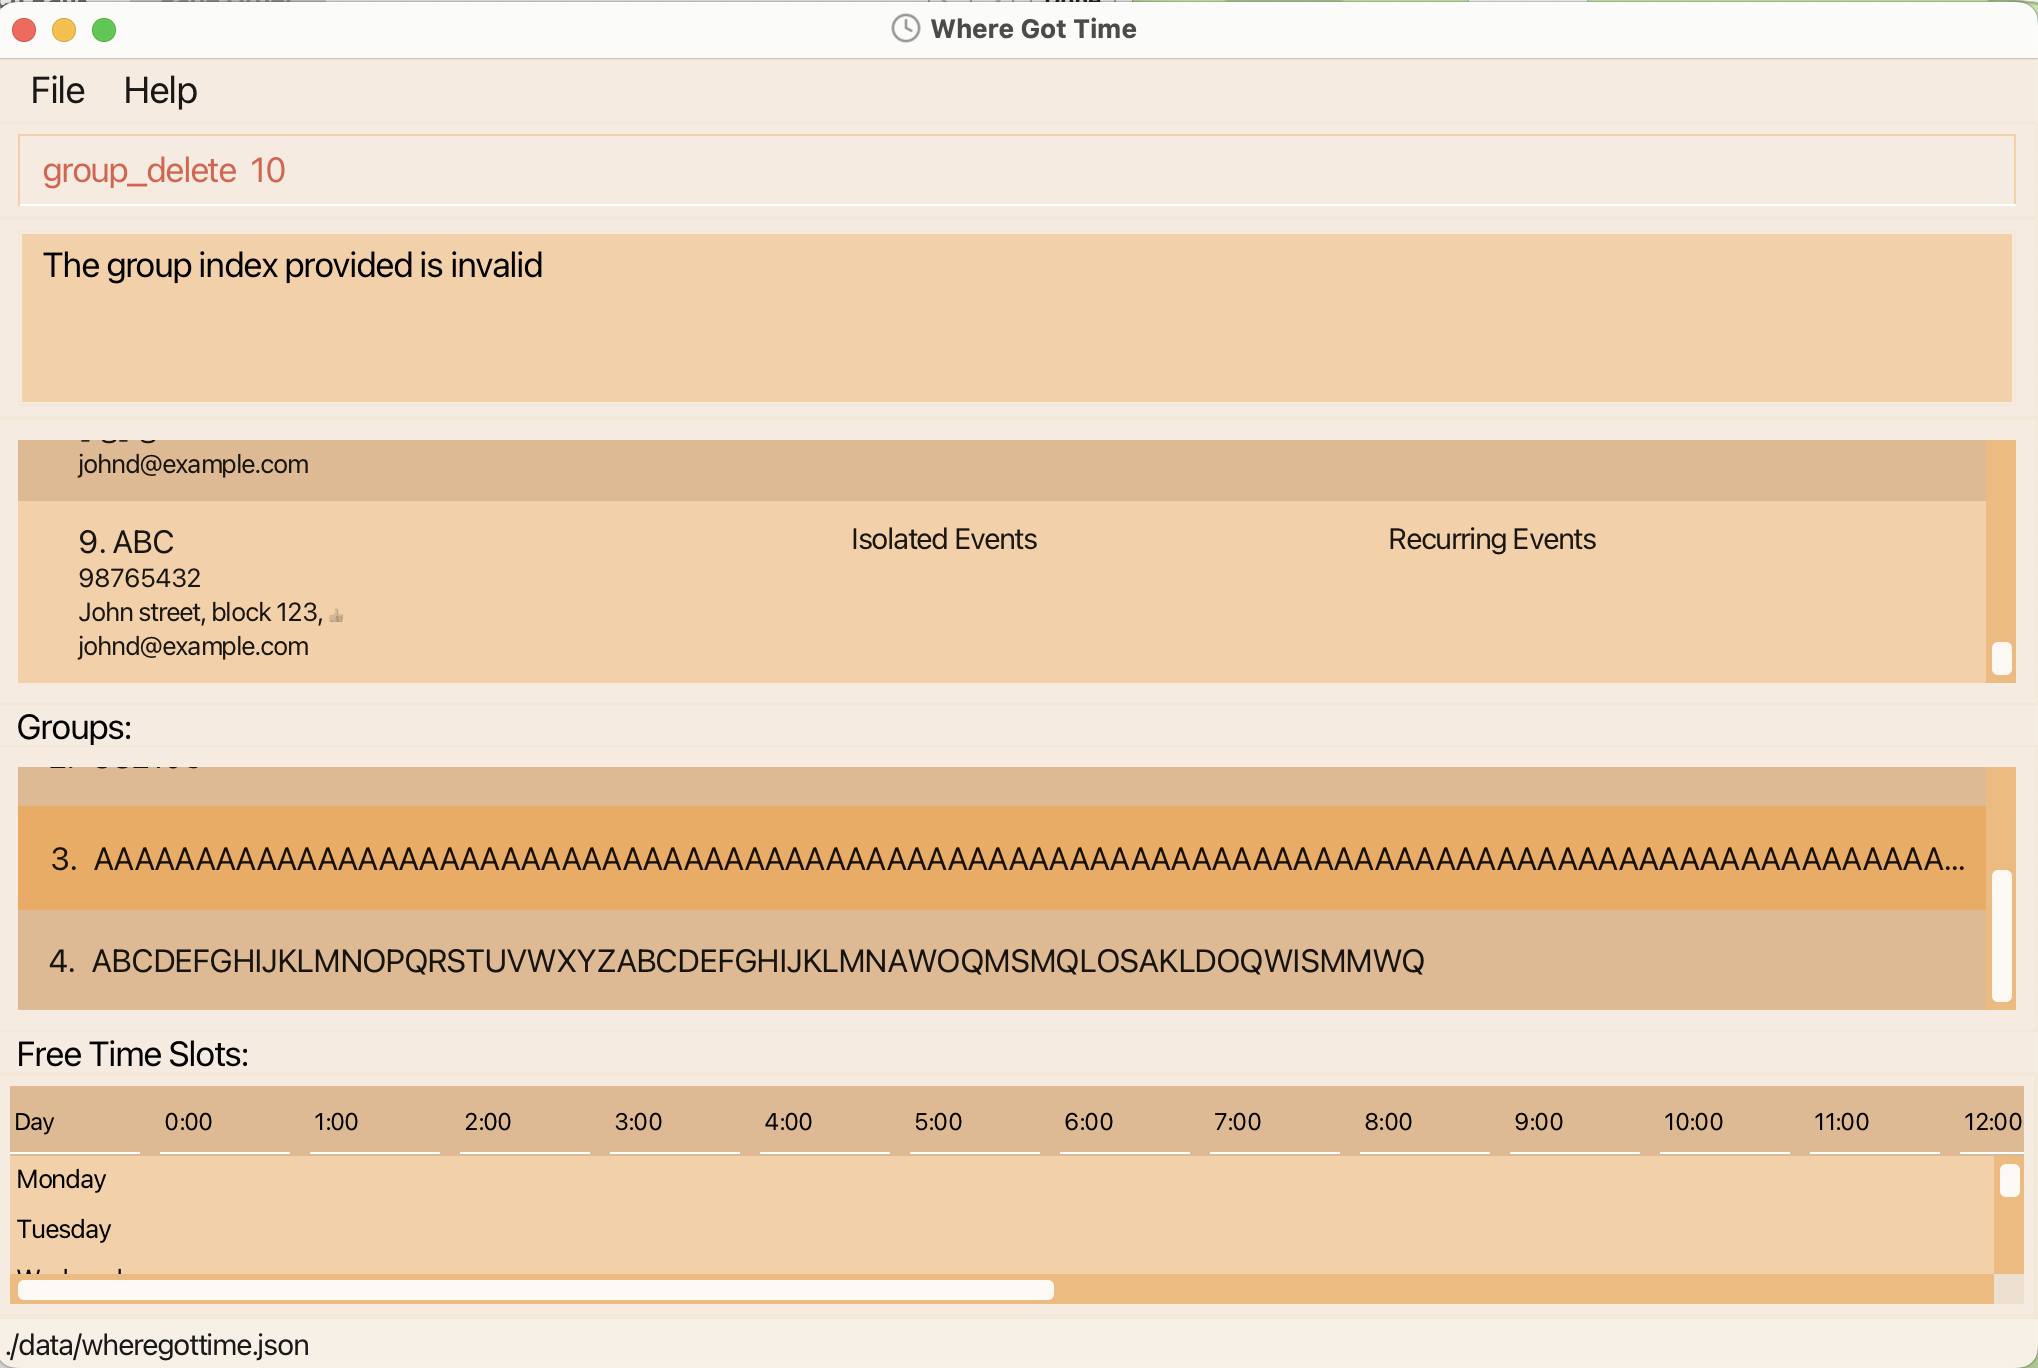 Where Got Time
File Help
group_delete 10
The group index provided is invalid
johnd@example.com
9. ABC Isolated Events Recurring Events
98765432
John street, block 123, 👍
johnd@example.com
Groups:
3. AAAAAAAAAAAAAAAAAAAAAAAAAAAAAAAAAAAAAAAAAAAAAAAAAAAAAAAAAAAAAAAAAAAAAAAAAAAAAAAAAAAAAAAAAAA...
4. ABCDEFGHIJKLMNOPQRSTUVWXYZABCDEFGHIJKLMNAWOQMSMQLOSAKLDOQWISMMWQ
Free Time Slots:
Day 0:00 1:00 2:00 3:00 4:00 5:00 6:00 7:00 8:00 9:00 10:00 11:00 12:00
Monday
Tuesday
./data/wheregottime.json